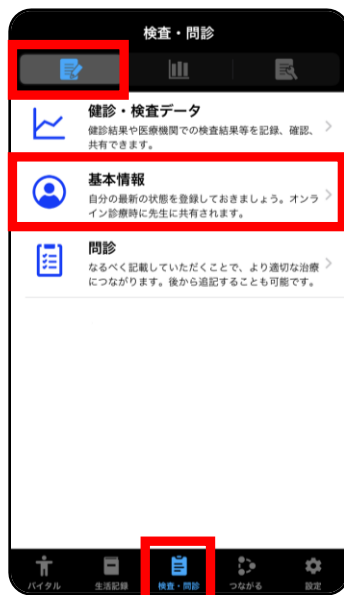 検査・問診
健診・検査データ
健診結果や医療機関での検査結果等を記録、確認、
共有できます。
基本情報
自分の最新の状態を登録しておきましょう。オンラ
イン診療時に先生に共有されます。
問診
なるべく記載していただくことで、より適切な治療
につながります。後から追記することも可能です。
バイタル
生活記録
検査・問診
つながる
設定